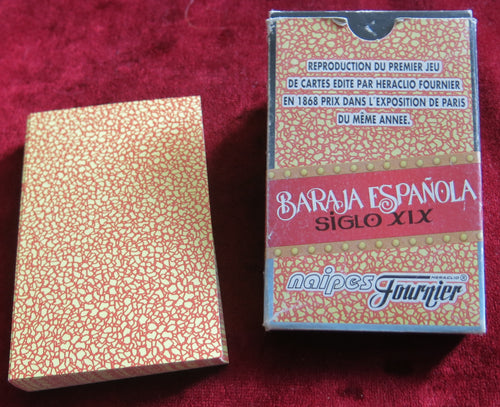 REPRODUCTION DU PREMIER JEU
DE CARTES EDITE PAR HERACLIO FOURNIER
EN 1868 PRIX DANS L'EXPOSITION DE PARIS
DU MÊME ANNEE.
BARAJA ESPAÑOLA
SIGLO XIX
naipes HERACLIO ®
Fournier